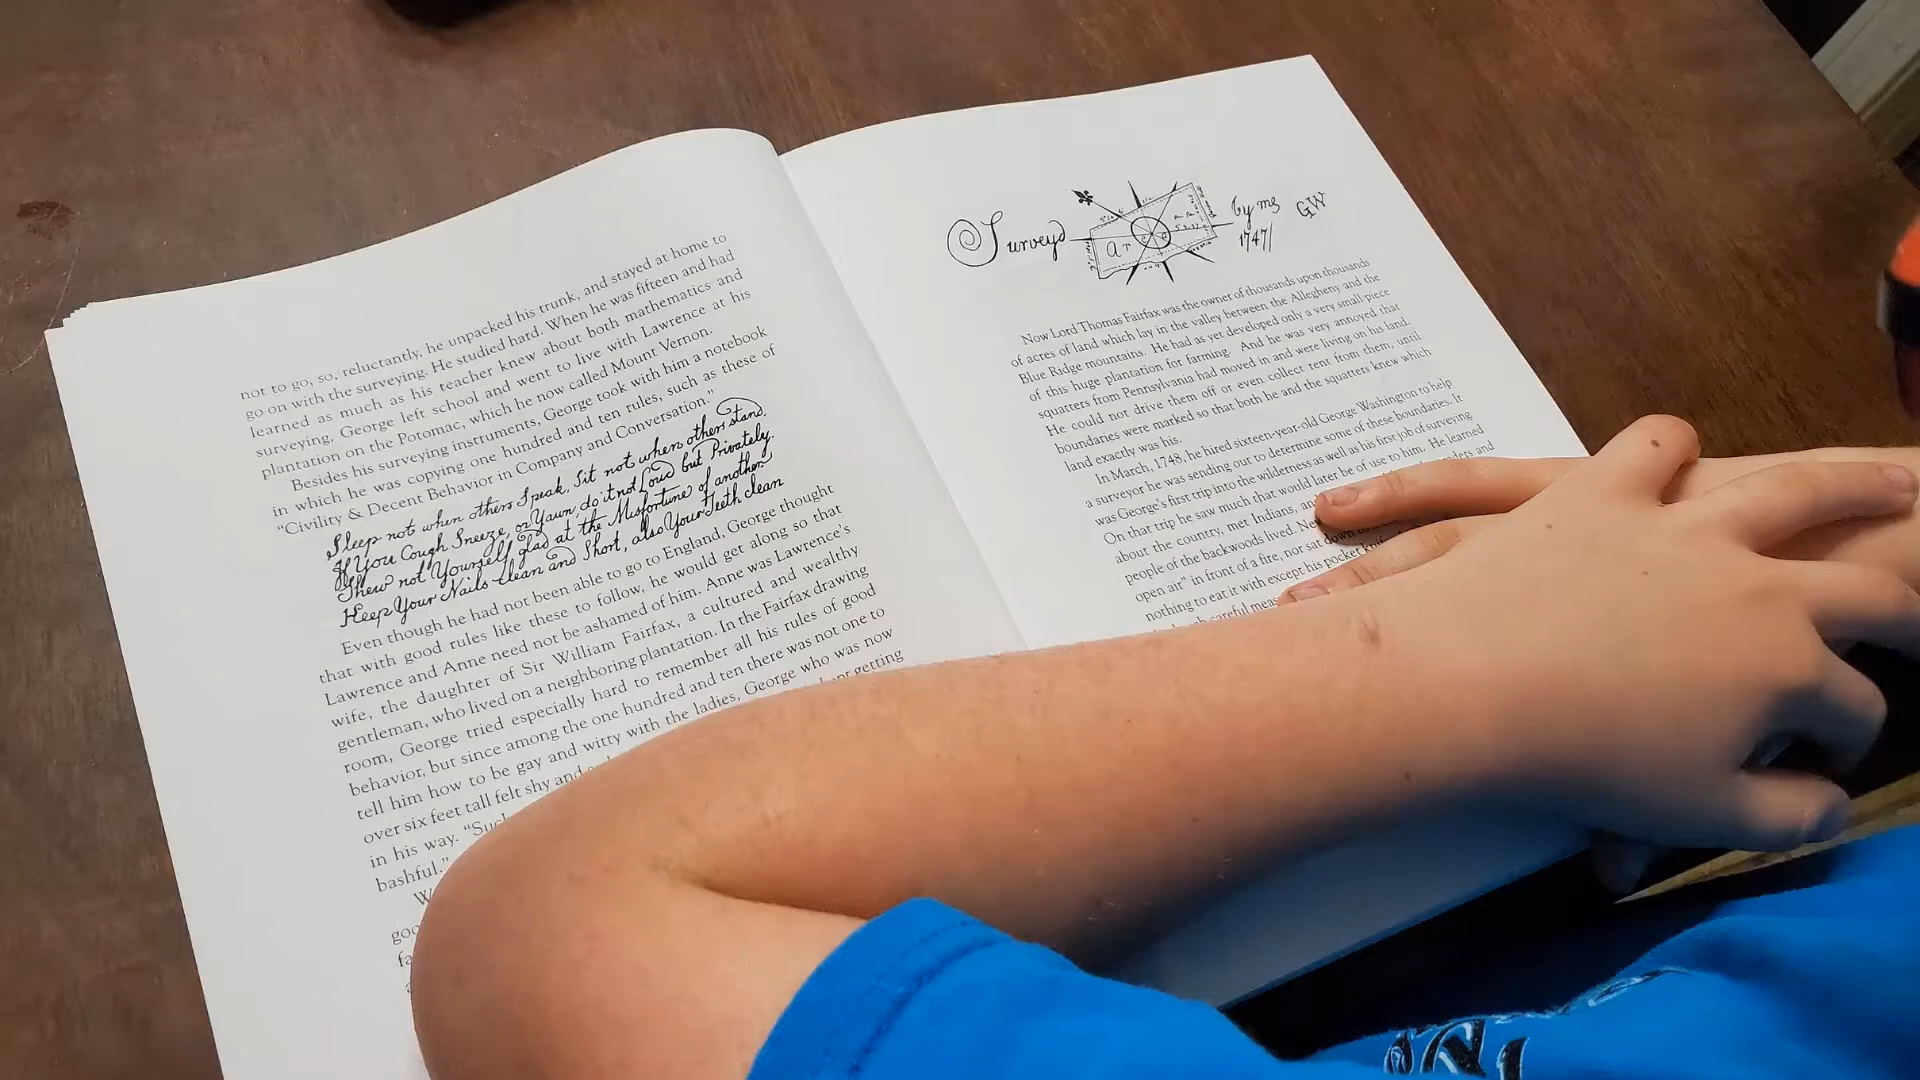 not to go, so, reluctantly, he unpacked his trunk, and stayed at home to
go on with the surveying. He studied hard. When he was fifteen and had
learned as much as his teacher knew about both mathematics and
surveying, George left school and went to live with Lawrence at his
plantation on the Potomac, which he now called Mount Vernon.
Besides his surveying instruments, George took with him a notebook
in which he was copying one hundred and ten rules, such as these of
"Civility & Decent Behavior in Company and Conversation."
Sleep not when others Speak, Sit not when others stand.
If You Cough Sneeze, or Yawn, do it not Loud but Privately.
Shew not Yourself glad at the Misfortune of another
Keep Your Nails clean and Short, also Your Teeth clean
Even though he had not been able to go to England, George thought
that with good rules like these to follow, he would get along so that
Lawrence and Anne need not be ashamed of him. Anne was Lawrence's
wife, the daughter of Sir William Fairfax, a cultured and wealthy
gentleman, who lived on a neighboring plantation. In the Fairfax drawing
room, George tried especially hard to remember all his rules of good
behavior, but since among the one hundred and ten there was not one to
tell him how to be gay and witty with the ladies, George who was now
over six feet tall felt shy and getting
in his way.
bashful."
Survey'd by me GW
1747/
Now Lord Thomas Fairfax was the owner of thousands upon thousands
of acres of land which lay in the valley between the Allegheny and the
Blue Ridge mountains. He had as yet developed only a very small piece
of this huge plantation for farming. And he was very annoyed that
squatters from Pennsylvania had moved in and were living on his land.
He could not drive them off or even collect rent from them, until
boundaries were marked so that both he and the squatters knew which
land exactly was his.
In March, 1748, he hired sixteen-year-old George Washington to help
a surveyor he was sending out to determine some of these boundaries. It
was George's first trip into the wilderness as well as his first job of surveying.
On that trip he saw much that would later be of use to him. He learned
about the country, met Indians, and
people of the backwoods lived.
open air" in front of a fire, nor sat down to
nothing to eat it with except his pocket knife
careful